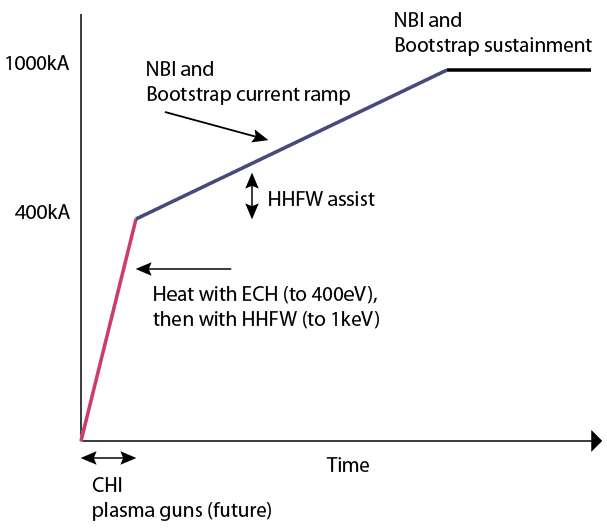 NBI and
Bootstrap sustainment
1000kA
NBI and
Bootstrap current ramp
HHFW assist
400kA
Heat with ECH (to 400eV),
then with HHFW (to 1keV)
Time
CHI
plasma guns (future)